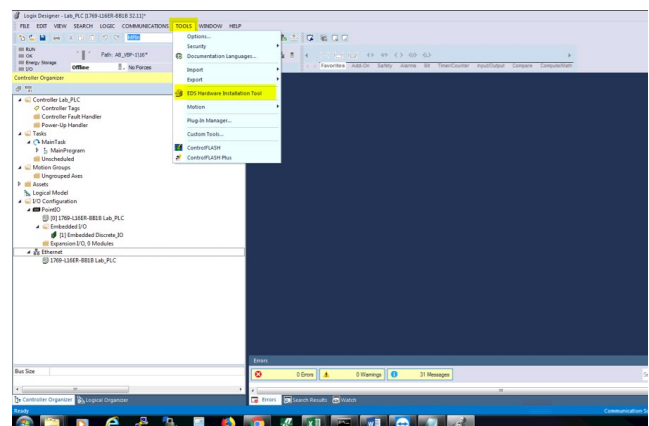 Logix Designer - Lab_PLC [1769-L16ER-BB1B 32.11]*
FILE EDIT VIEW SEARCH LOGIC COMMUNICATIONS TOOLS WINDOW HELP
RUN
OK
Energy Storage
I/O
Path: AB_VBP-1\16*
Offline
No Forces
Favorites Add-On Safety Alarms Bit Timer/Counter Input/Output Compare Compute/Math
Options...
Security
Documentation Languages...
Import
Export
EDS Hardware Installation Tool
Motion
Plug-In Manager...
Custom Tools...
ControlFLASH
ControlFLASH Plus
Controller Organizer
Controller Lab_PLC
Controller Tags
Controller Fault Handler
Power-Up Handler
Tasks
MainTask
MainProgram
Unscheduled
Motion Groups
Ungrouped Axes
Assets
Logical Model
I/O Configuration
PointIO
[0] 1769-L16ER-BB1B Lab_PLC
Embedded I/O
[1] Embedded Discrete_IO
Expansion I/O, 0 Modules
Ethernet
1769-L16ER-BB1B Lab_PLC
Bus Size
Errors
0 Errors
0 Warnings
31 Messages
Controller Organizer
Logical Organizer
Errors
Search Results
Watch
Ready
Communication